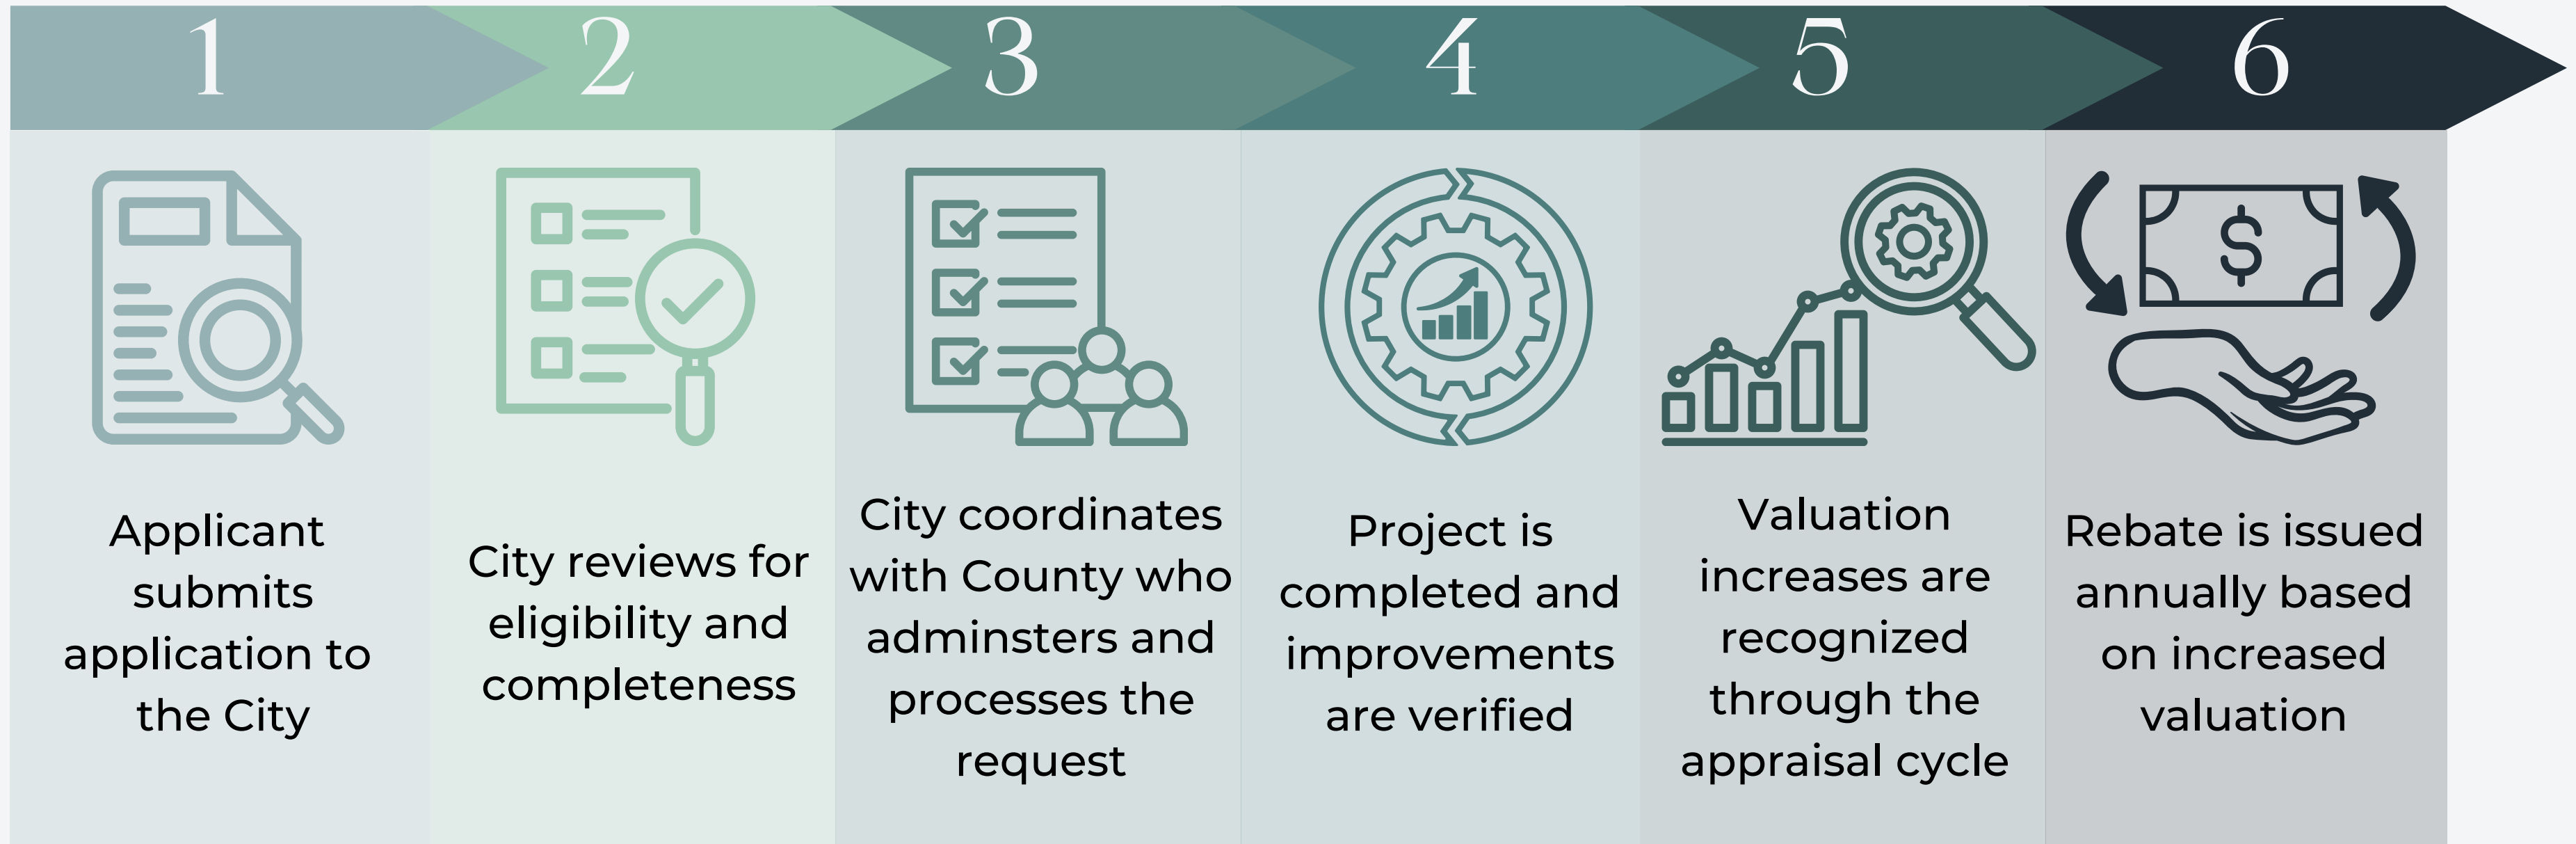 1
2
3
4
5
6
$
Applicant
submits
application to
the City
City reviews for
eligibility and
completeness
City coordinates
with County who
adminsters and
processes the
request
Project is
completed and
improvements
are verified
Valuation
increases are
recognized
through the
appraisal cycle
Rebate is issued
annually based
on increased
valuation